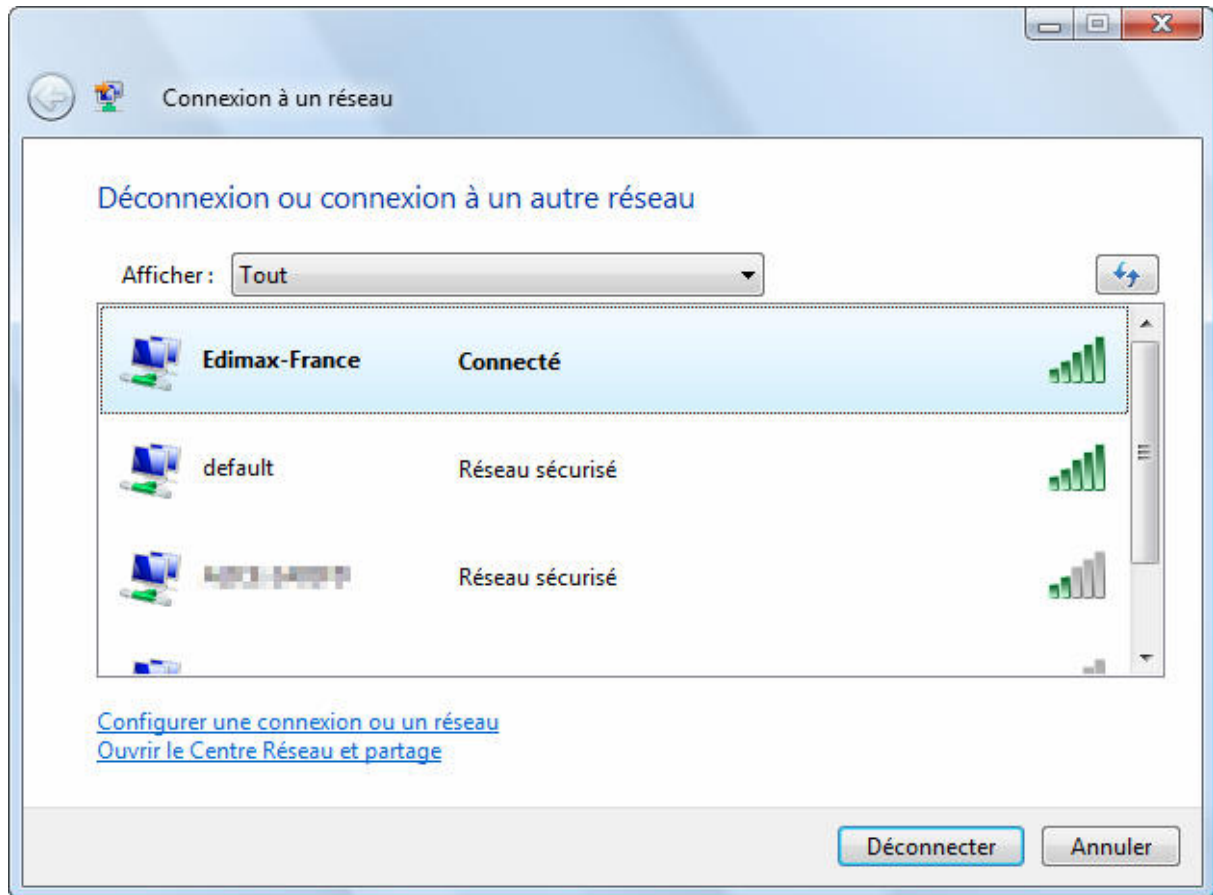 Connexion à un réseau
Déconnexion ou connexion à un autre réseau
Afficher : Tout
Edimax-France Connecté
default Réseau sécurisé
Réseau sécurisé
Configurer une connexion ou un réseau
Ouvrir le Centre Réseau et partage
Déconnecter Annuler